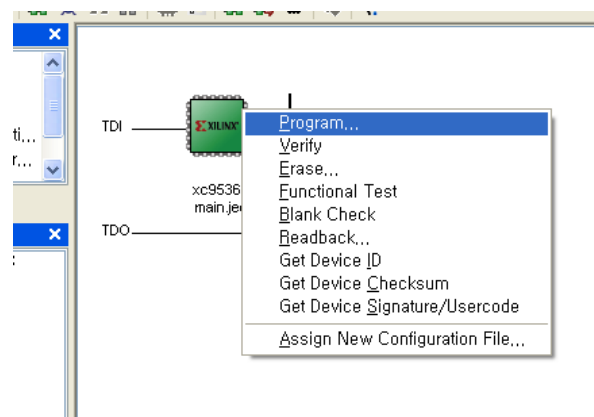 ti,,,
r,,,
TDI
XILINX
xc9536
main.jed
TDO
Program,,,
Verify
Erase,,,
Functional Test
Blank Check
Readback,,,
Get Device ID
Get Device Checksum
Get Device Signature/Usercode
Assign New Configuration File,,,